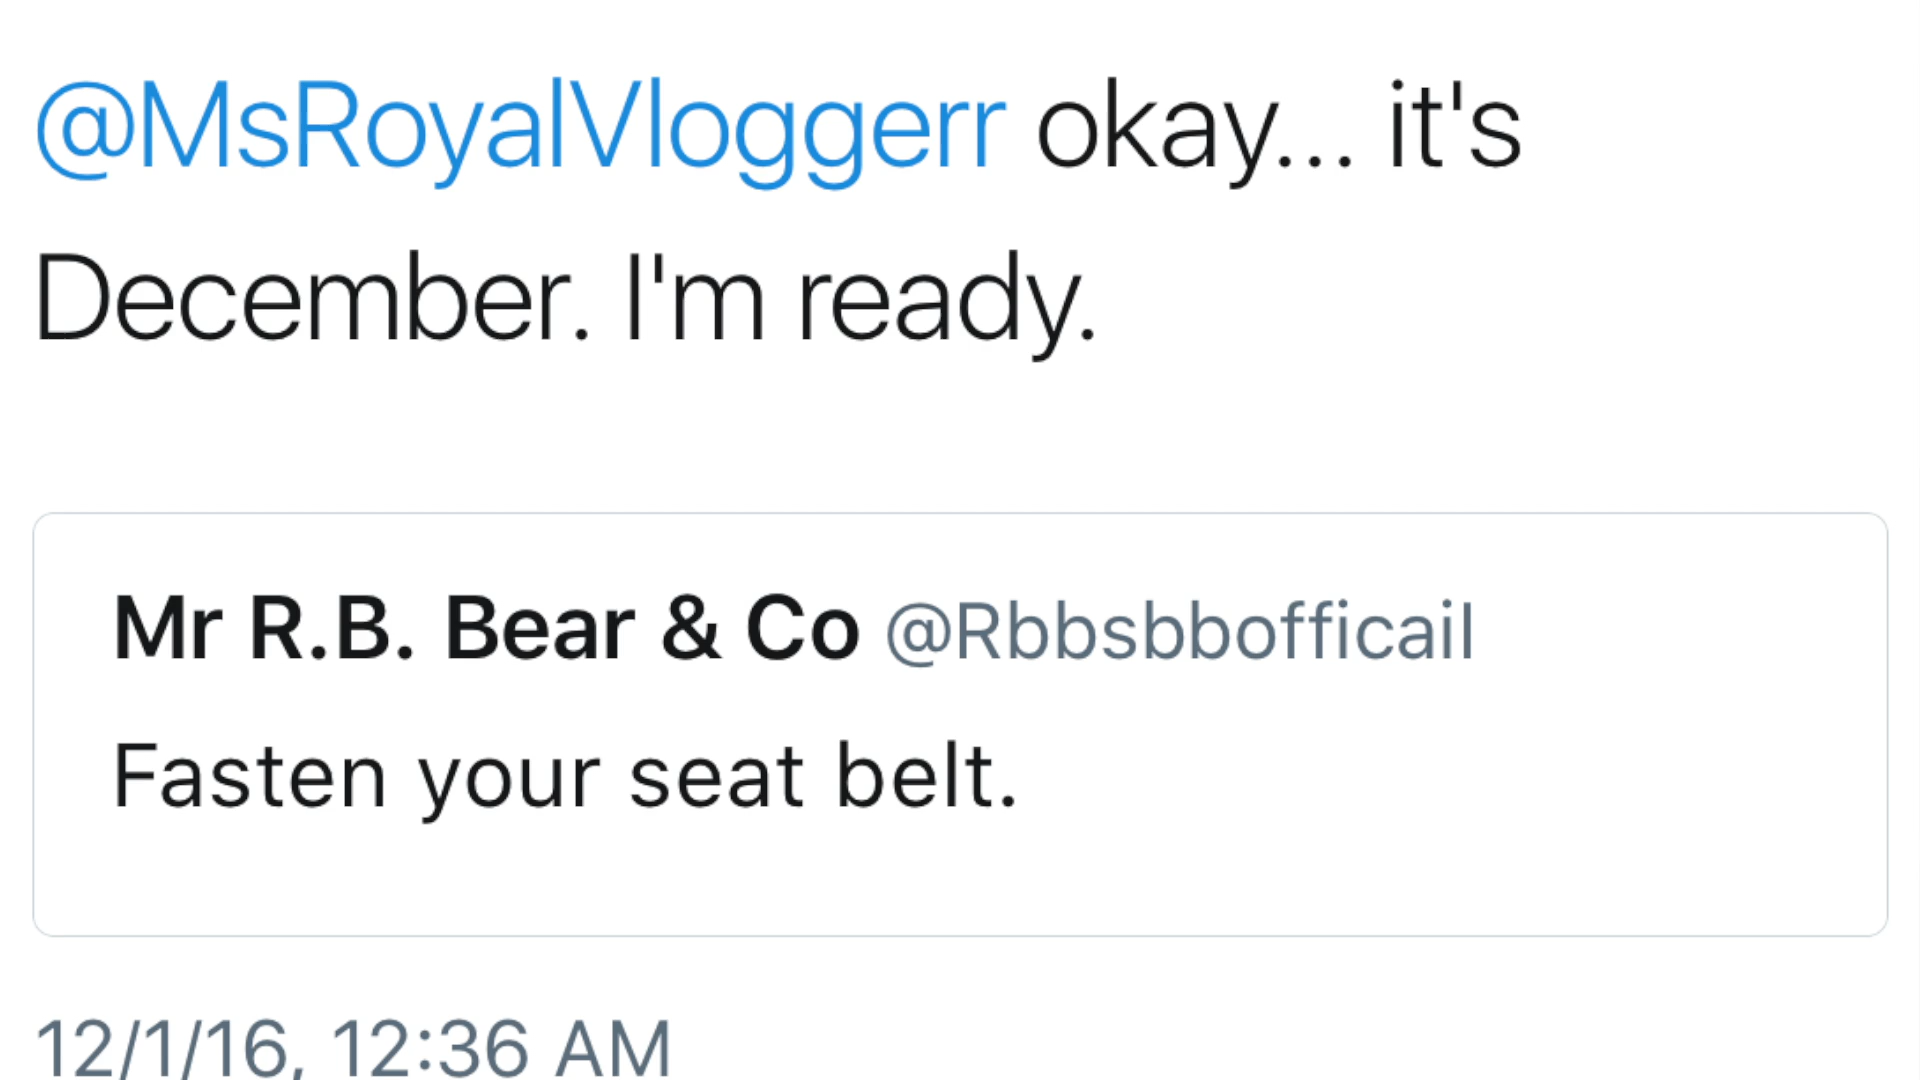 @MsRoyalVloggerr okay... it's
December. I'm ready.
Mr R.B. Bear & Co @Rbbsbbofficail
Fasten your seat belt.
12/1/16, 12:36 AM